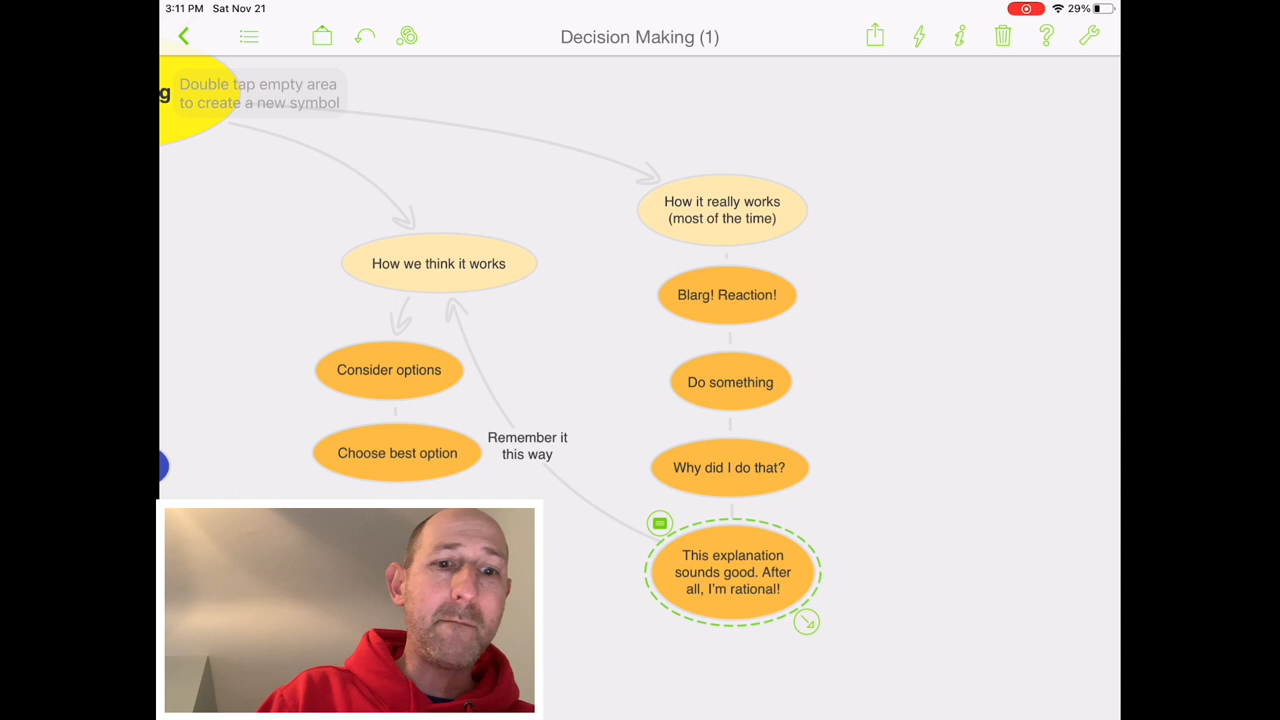 3:11 PM Sat Nov 21
29%
Decision Making (1)
g
Double tap empty area
to create a new symbol
How it really works
(most of the time)
How we think it works
Blarg! Reaction!
Consider options
Do something
Choose best option
Remember it
this way
Why did I do that?
This explanation
sounds good. After
all, I'm rational!